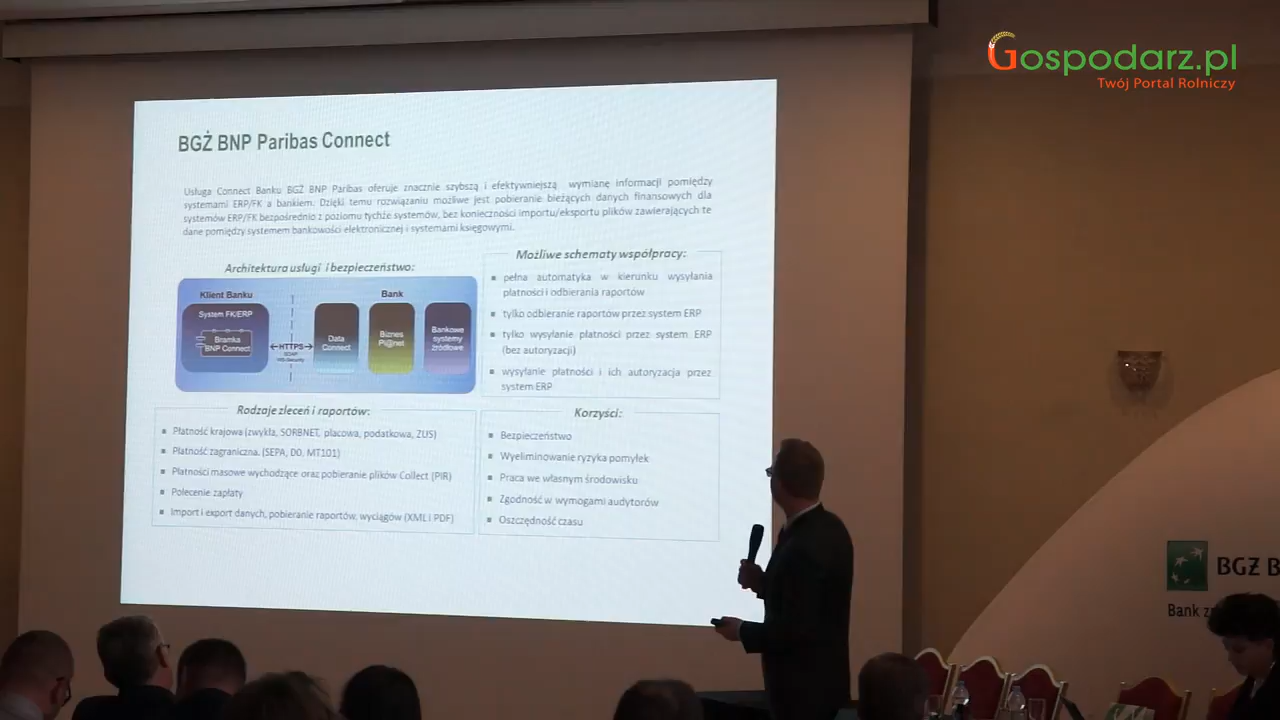 Gospodarz.pl
Twój Portal Rolniczy
BGŻ BNP Paribas Connect
Usługa Connect Banku BGŻ BNP Paribas oferuje znacznie szybszą i efektywniejszą wymianę informacji pomiędzy
systemami ERP/FK a bankiem. Dzięki temu rozwiązaniu możliwe jest pobieranie bieżących danych finansowych dla
systemów ERP/FK bezpośrednio z poziomu tychże systemów, bez konieczności importu/eksportu plików zawierających te
dane pomiędzy systemem bankowości elektronicznej i systemami księgowymi.
Architektura usługi i bezpieczeństwo:
Klient Banku
Bank
System FK/ERP
Bramka
BNP Connect
HTTPS
SOAP
WS-Security
Data
Connect
Biznes
Pl@net
Bankowe
systemy
źródłowe
Możliwe schematy współpracy:
pełna automatyka w kierunku wysyłania
płatności i odbierania raportów
tylko odbieranie raportów przez system ERP
tylko wysyłanie płatności przez system ERP
(bez autoryzacji)
wysyłanie płatności i ich autoryzacja przez
system ERP
Rodzaje zleceń i raportów:
Płatność krajowa (zwykła, SORBNET, płacowa, podatkowa, ZUS)
Płatność zagraniczna. (SEPA, DO, MT101)
Płatności masowe wychodzące oraz pobieranie plików Collect (PIR)
Polecenie zapłaty
Import i export danych, pobieranie raportów, wyciągów (XML i PDF)
Korzyści:
Bezpieczeństwo
Wyeliminowanie ryzyka pomyłek
Praca we własnym środowisku
Zgodność w wymogami audytorów
Oszczędność czasu
BGŻ B
Bank z